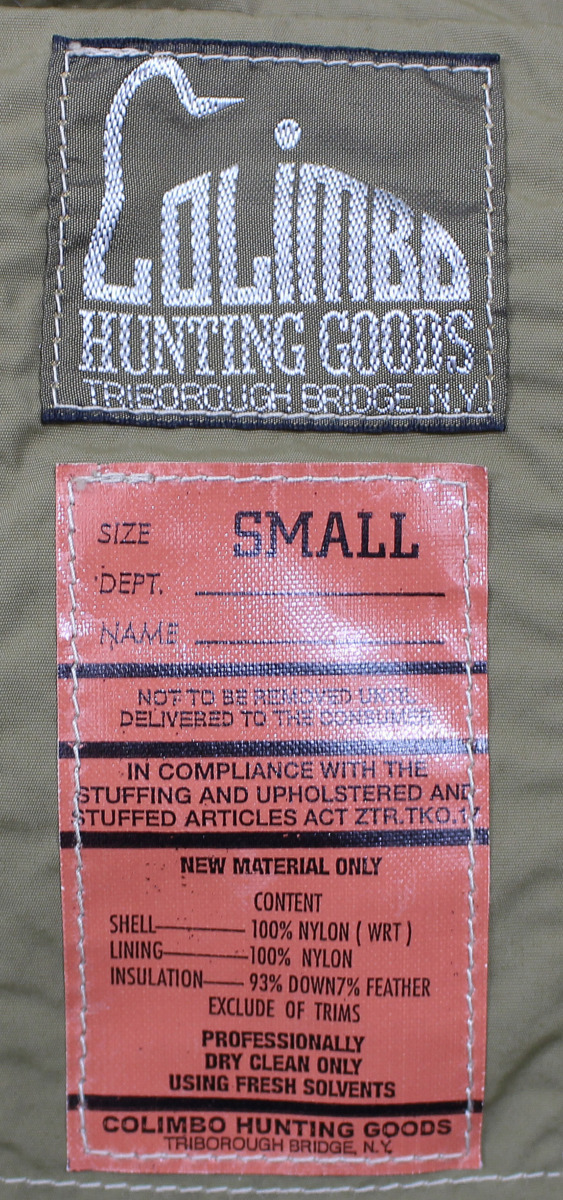 COLIMBO
HUNTING GOODS
TRIBOROUGH BRIDGE, N.Y.
SIZE SMALL
DEPT.
NAME
NOT TO BE REMOVED UNTIL
DELIVERED TO THE CONSUMER
IN COMPLIANCE WITH THE
STUFFING AND UPHOLSTERED AND
STUFFED ARTICLES ACT ZTR.TKO.17
NEW MATERIAL ONLY
CONTENT
SHELL 100% NYLON ( WRT )
LINING 100% NYLON
INSULATION 93% DOWN7% FEATHER
EXCLUDE OF TRIMS
PROFESSIONALLY
DRY CLEAN ONLY
USING FRESH SOLVENTS
COLIMBO HUNTING GOODS
TRIBOROUGH BRIDGE, N.Y.